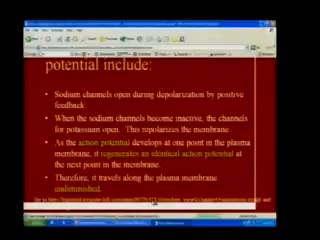 potential include:
• Sodium channels open during depolarization by positive
feedback.
• When the sodium channels become inactive, the channels
for potassium open. This repolarizes the membrane.
• As the action potential develops at one point in the plasma
membrane, it regenerates an identical action potential at
the next point in the membrane.
• Therefore, it travels along the plasma membrane
undiminished.